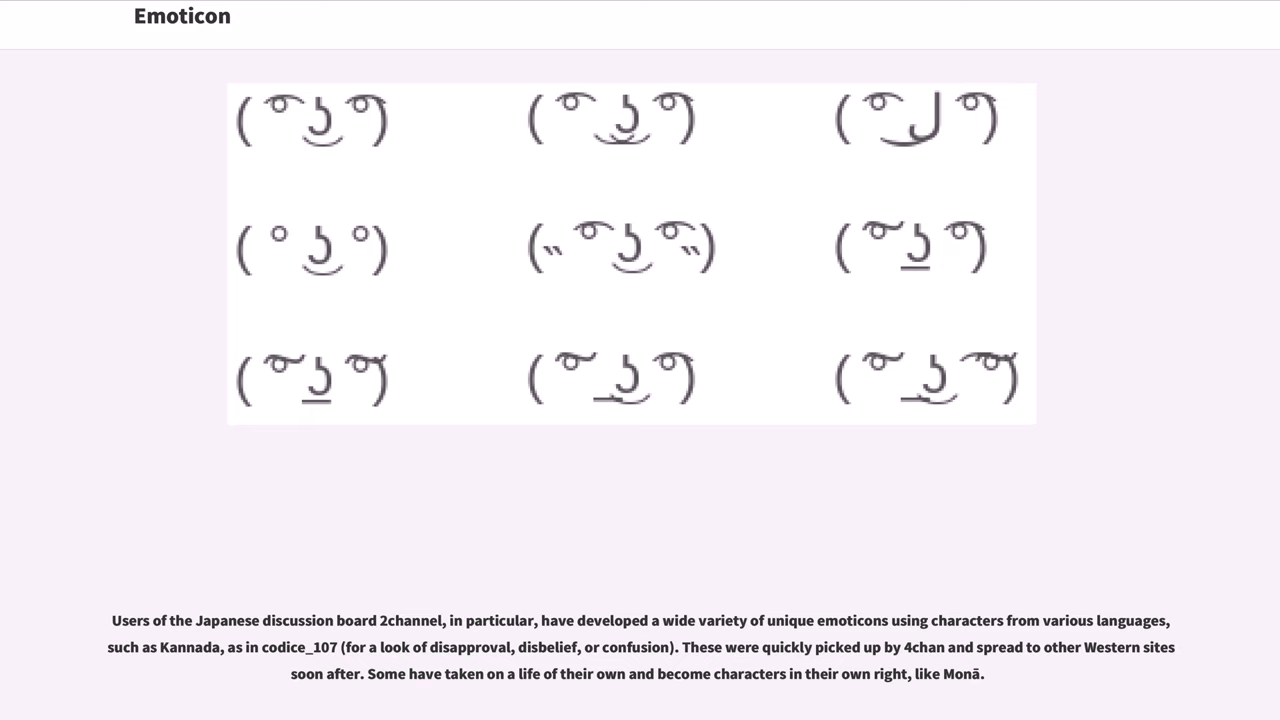 Emoticon
( ͡° ͜ʖ ͡°) ( ͡° ͜ʖ͜ ͡°) ( ͡° ͜ل ͡°)
( ° ͜ʖ °) (〃 ͡° ͜ʖ ͡°〃) ( ͠° ͟ʖ ͡°)
( ͠° ͟ʖ ͠°) ( ͠° ͟ʖ͜ ͡°) ( ͠° ͟ʖ͜ ͡͠°)
Users of the Japanese discussion board 2channel, in particular, have developed a wide variety of unique emoticons using characters from various languages,
such as Kannada, as in codice_107 (for a look of disapproval, disbelief, or confusion). These were quickly picked up by 4chan and spread to other Western sites
soon after. Some have taken on a life of their own and become characters in their own right, like Monā.